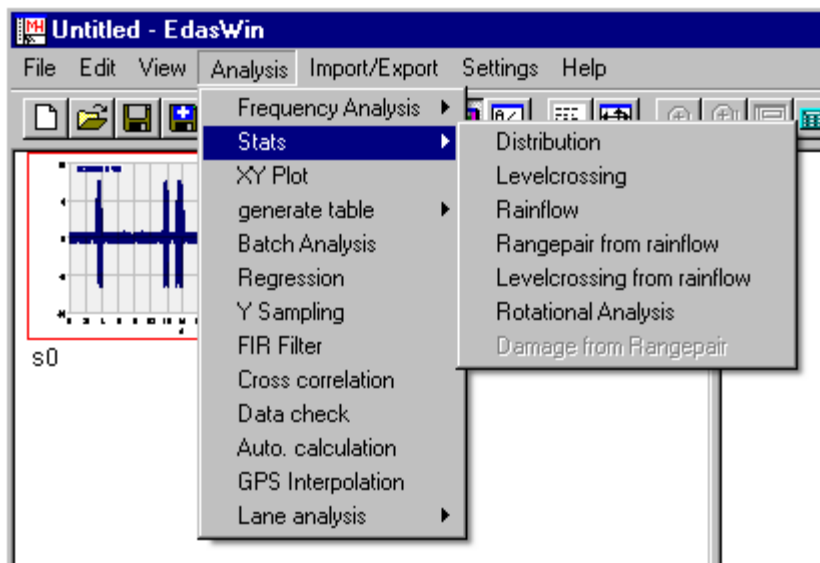 Untitled - EdasWin
File Edit View Analysis Import/Export Settings Help
Frequency Analysis
Stats
XY Plot
generate table
Batch Analysis
Regression
Y Sampling
FIR Filter
Cross correlation
Data check
Auto. calculation
GPS Interpolation
Lane analysis
Distribution
Levelcrossing
Rainflow
Rangepair from rainflow
Levelcrossing from rainflow
Rotational Analysis
Damage from Rangepair
s0